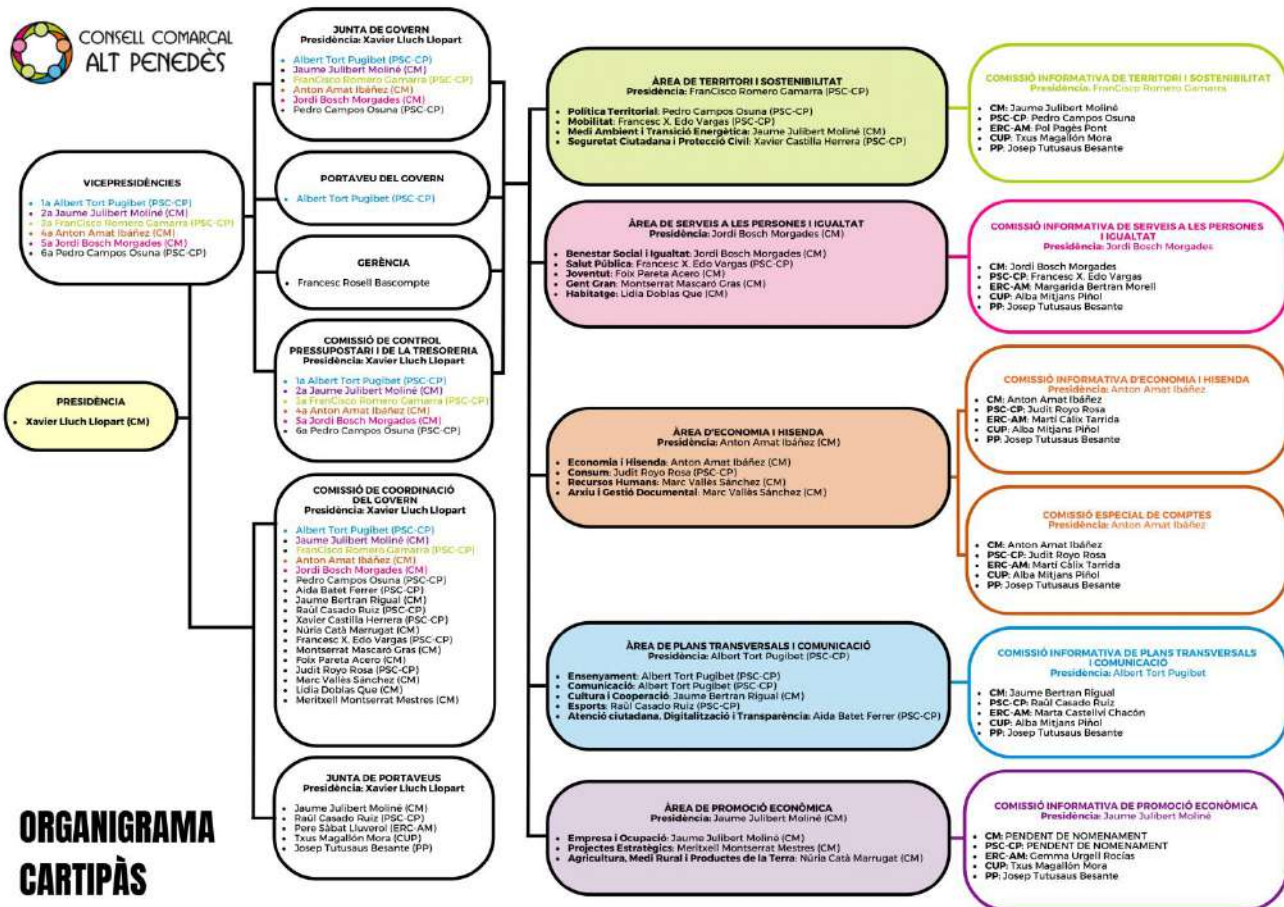 CONSELL COMARCAL
ALT PENEDÈS
PRESIDÈNCIA
• Xavier Lluch Llopart (CM)
VICEPRESIDÈNCIES
• 1a Albert Tort Pugibet (PSC-CP)
• 2a Jaume Julibert Moliné (CM)
• 3a FranCisco Romero Gamarra (PSC-CP)
• 4a Anton Amat Ibáñez (CM)
• 5a Jordi Bosch Morgades (CM)
• 6a Pedro Campos Osuna (PSC-CP)
JUNTA DE GOVERN
Presidència: Xavier Lluch Llopart
• Albert Tort Pugibet (PSC-CP)
• Jaume Julibert Moliné (CM)
• FranCisco Romero Gamarra (PSC-CP)
• Anton Amat Ibáñez (CM)
• Jordi Bosch Morgades (CM)
• Pedro Campos Osuna (PSC-CP)
PORTAVEU DEL GOVERN
• Albert Tort Pugibet (PSC-CP)
GERÈNCIA
• Francesc Rosell Bascompte
COMISSIÓ DE CONTROL
PRESSUPOSTARI I DE LA TRESORERIA
Presidència: Xavier Lluch Llopart
• 1a Albert Tort Pugibet (PSC-CP)
• 2a Jaume Julibert Moliné (CM)
• 3a FranCisco Romero Gamarra (PSC-CP)
• 4a Anton Amat Ibáñez (CM)
• 5a Jordi Bosch Morgades (CM)
• 6a Pedro Campos Osuna (PSC-CP)
COMISSIÓ DE COORDINACIÓ
DEL GOVERN
Presidència: Xavier Lluch Llopart
• Albert Tort Pugibet (PSC-CP)
• Jaume Julibert Moliné (CM)
• FranCisco Romero Gamarra (PSC-CP)
• Anton Amat Ibáñez (CM)
• Jordi Bosch Morgades (CM)
• Pedro Campos Osuna (PSC-CP)
• Aida Batet Ferrer (PSC-CP)
• Jaume Bertran Rigual (CM)
• Raül Casado Ruiz (PSC-CP)
• Xavier Castilla Herrera (PSC-CP)
• Núria Catà Marrugat (CM)
• Francesc X. Edo Vargas (PSC-CP)
• Montserrat Mascaró Gras (CM)
• Foix Pareta Acero (CM)
• Judit Royo Rosa (PSC-CP)
• Marc Vallès Sánchez (CM)
• Lidia Doblas Que (CM)
• Meritxell Montserrat Mestres (CM)
JUNTA DE PORTAVEUS
Presidència: Xavier Lluch Llopart
• Jaume Julibert Moliné (CM)
• Raül Casado Ruiz (PSC-CP)
• Pere Sàbat Lluverol (ERC-AM)
• Txus Magallón Mora (CUP)
• Josep Tutusaus Besante (PP)
ÀREA DE TERRITORI I SOSTENIBILITAT
Presidència: FranCisco Romero Gamarra (PSC-CP)
• Política Territorial: Pedro Campos Osuna (PSC-CP)
• Mobilitat: Francesc X. Edo Vargas (PSC-CP)
• Medi Ambient i Transició Energètica: Jaume Julibert Moliné (CM)
• Seguretat Ciutadana i Protecció Civil: Xavier Castilla Herrera (PSC-CP)
ÀREA DE SERVEIS A LES PERSONES I IGUALTAT
Presidència: Jordi Bosch Morgades (CM)
• Benestar Social i Igualtat: Jordi Bosch Morgades (CM)
• Salut Pública: Francesc X. Edo Vargas (PSC-CP)
• Joventut: Foix Pareta Acero (CM)
• Gent Gran: Montserrat Mascaró Gras (CM)
• Habitatge: Lidia Doblas Que (CM)
ÀREA D'ECONOMIA I HISENDA
Presidència: Anton Amat Ibáñez (CM)
• Economia i Hisenda: Anton Amat Ibáñez (CM)
• Consum: Judit Royo Rosa (PSC-CP)
• Recursos Humans: Marc Vallès Sánchez (CM)
• Arxiu i Gestió Documental: Marc Vallès Sánchez (CM)
ÀREA DE PLANS TRANSVERSALS I COMUNICACIÓ
Presidència: Albert Tort Pugibet (PSC-CP)
• Ensenyament: Albert Tort Pugibet (PSC-CP)
• Comunicació: Albert Tort Pugibet (PSC-CP)
• Cultura i Cooperació: Jaume Bertran Rigual (CM)
• Esports: Raül Casado Ruiz (PSC-CP)
• Atenció ciutadana, Digitalització i Transparència: Aida Batet Ferrer (PSC-CP)
ÀREA DE PROMOCIÓ ECONÒMICA
Presidència: Jaume Julibert Moliné (CM)
• Empresa i Ocupació: Jaume Julibert Moliné (CM)
• Projectes Estratègics: Meritxell Montserrat Mestres (CM)
• Agricultura, Medi Rural i Productes de la Terra: Núria Catà Marrugat (CM)
COMISSIÓ INFORMATIVA DE TERRITORI I SOSTENIBILITAT
Presidència: FranCiscp Romero Gamarra
• CM: Jaume Julibert Moliné
• PSC-CP: Pedro Campos Osuna
• ERC-AM: Pol Pagès Pont
• CUP: Txus Magallón Mora
• PP: Josep Tutusaus Besante
COMISSIÓ INFORMATIVA DE SERVEIS A LES PERSONES
I IGUALTAT
Presidència: Jordi Bosch Morgades
• CM: Jordi Bosch Morgades
• PSC-CP: Francesc X. Edo Vargas
• ERC-AM: Margarida Bertran Morell
• CUP: Alba Mitjans Piñol
• PP: Josep Tutusaus Besante
COMISSIÓ INFORMATIVA D'ECONOMIA I HISENDA
Presidència: Anton Amat Ibáñez
• CM: Anton Amat Ibáñez
• PSC-CP: Judit Royo Rosa
• ERC-AM: Martí Càlix Tarrida
• CUP: Alba Mitjans Piñol
• PP: Josep Tutusaus Besante
COMISSIÓ ESPECIAL DE COMPTES
Presidència: Anton Amat Ibáñez
• CM: Anton Amat Ibáñez
• PSC-CP: Judit Royo Rosa
• ERC-AM: Martí Càlix Tarrida
• CUP: Alba Mitjans Piñol
• PP: Josep Tutusaus Besante
COMISSIÓ INFORMATIVA DE PLANS TRANSVERSALS
I COMUNICACIÓ
Presidència: Albert Tort Pugibet
• CM: Jaume Bertran Rigual
• PSC-CP: Raül Casado Ruiz
• ERC-AM: Marta Castellví Chacón
• CUP: Alba Mitjans Piñol
• PP: Josep Tutusaus Besante
COMISSIÓ INFORMATIVA DE PROMOCIÓ ECONÒMICA
Presidència: Jaume Julibert Moliné
• CM: PENDENT DE NOMENAMENT
• PSC-CP: PENDENT DE NOMENAMENT
• ERC-AM: Gemma Urgell Rocías
• CUP: Txus Magallón Mora
• PP: Josep Tutusaus Besante
ORGANIGRAMA
CARTIPÀS